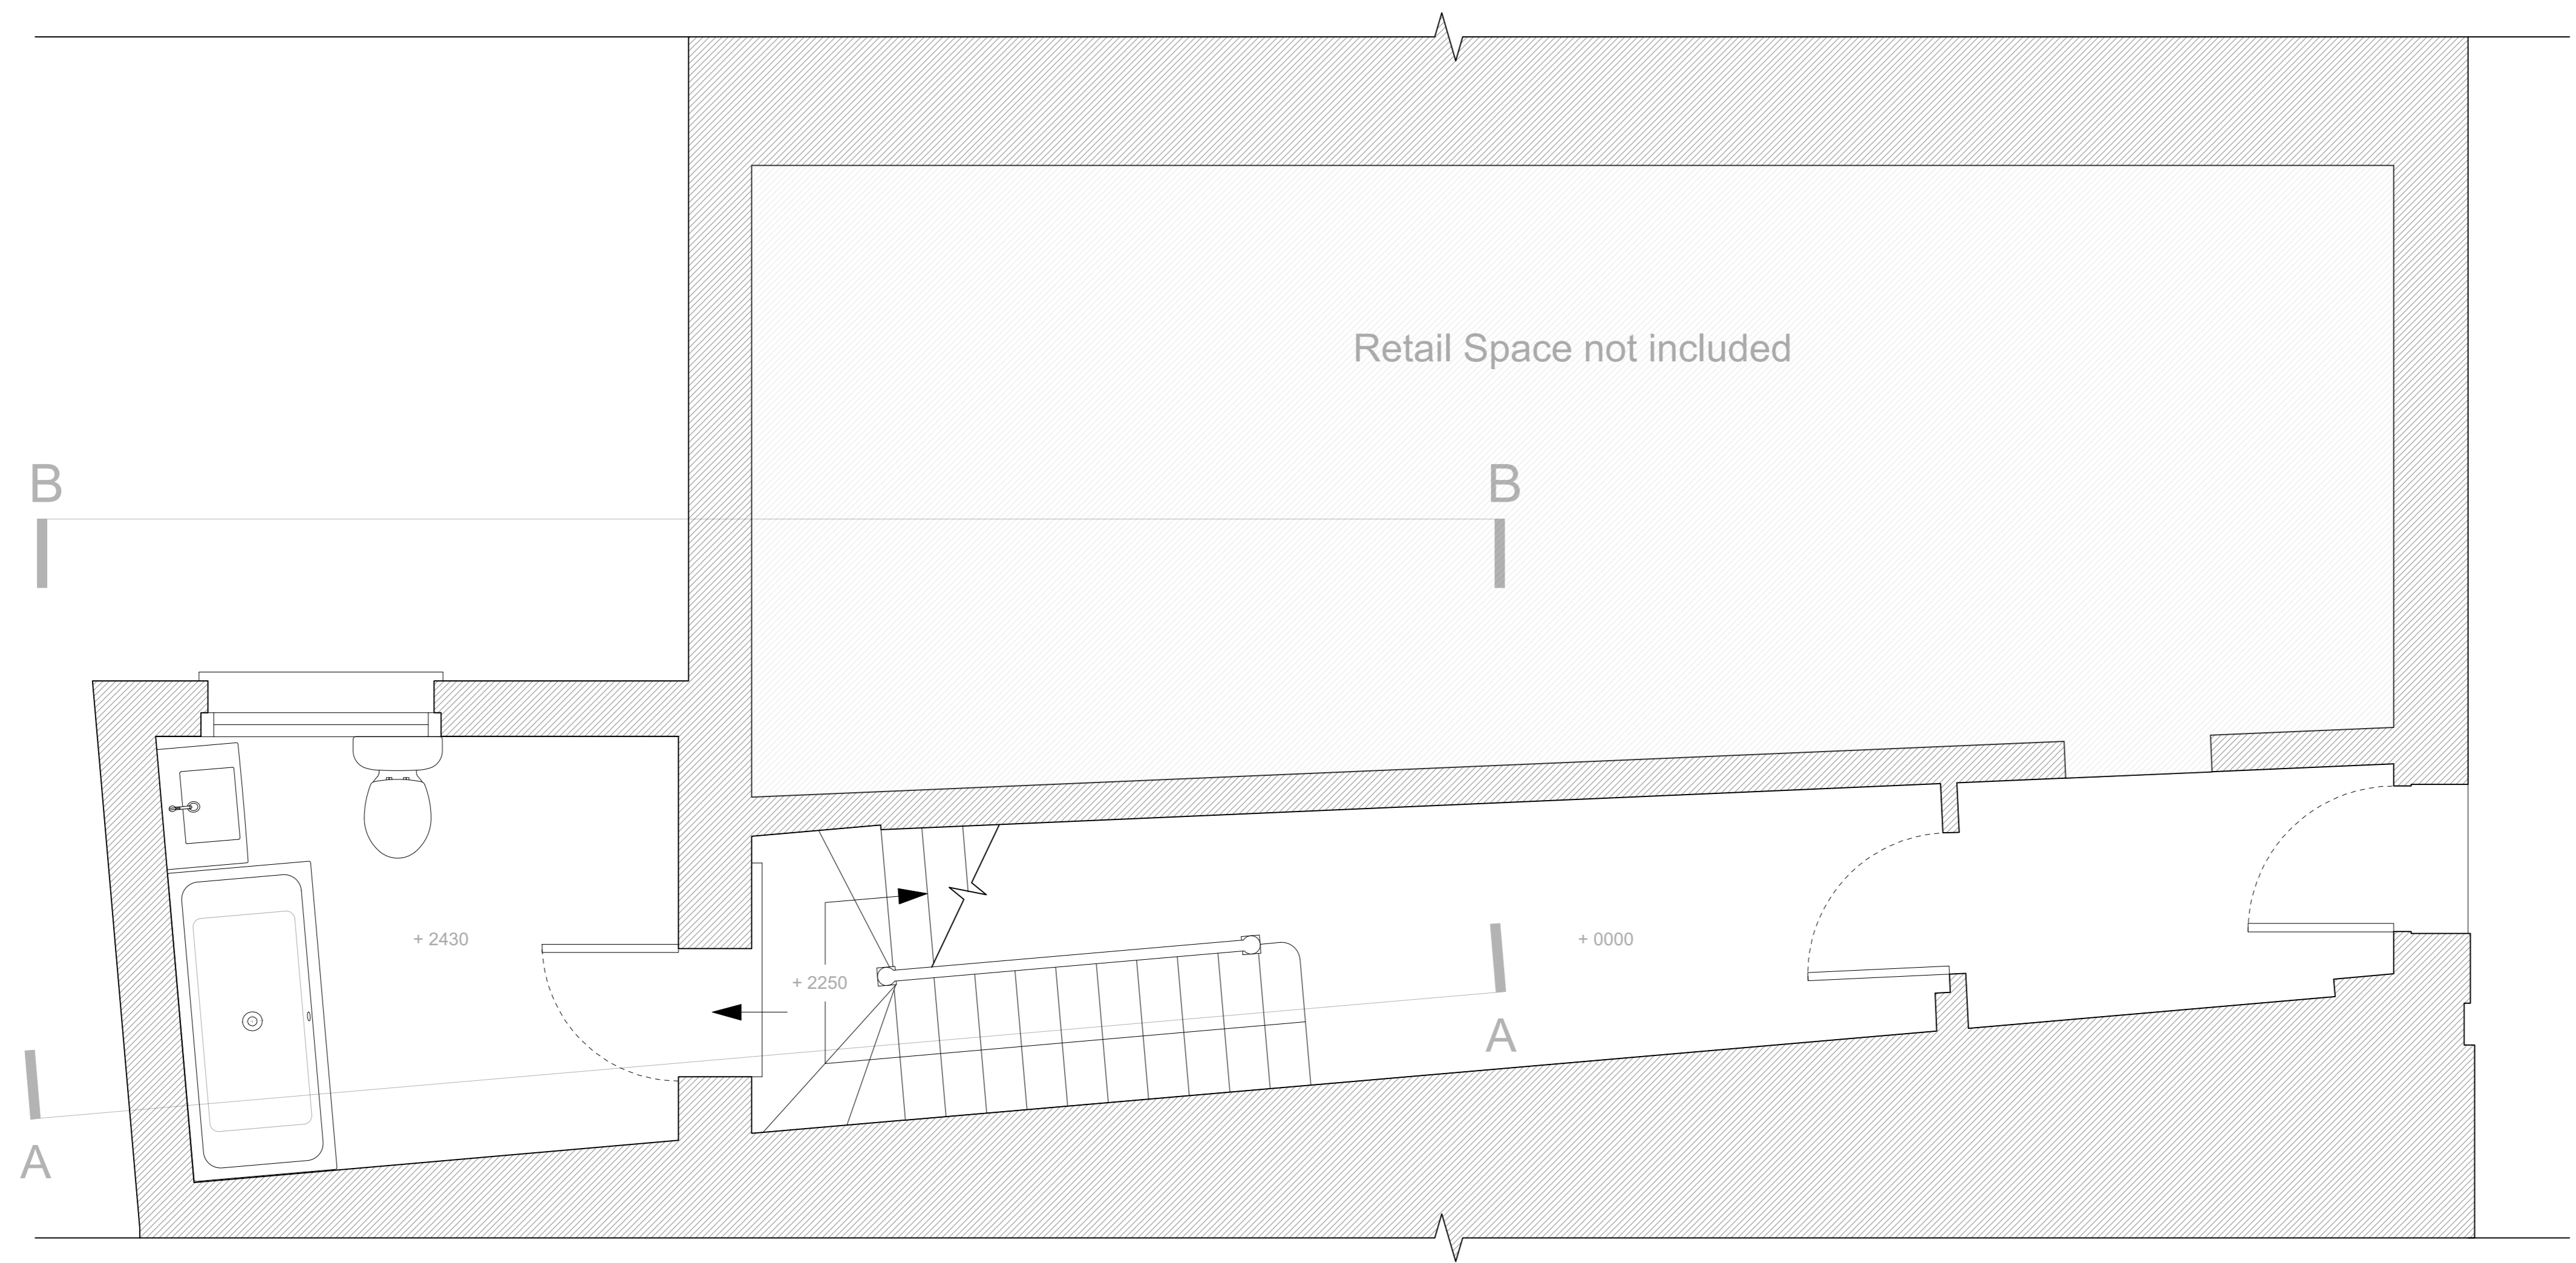 Retail Space not included
B
B
+ 2430
+ 0000
+ 2250
A
A